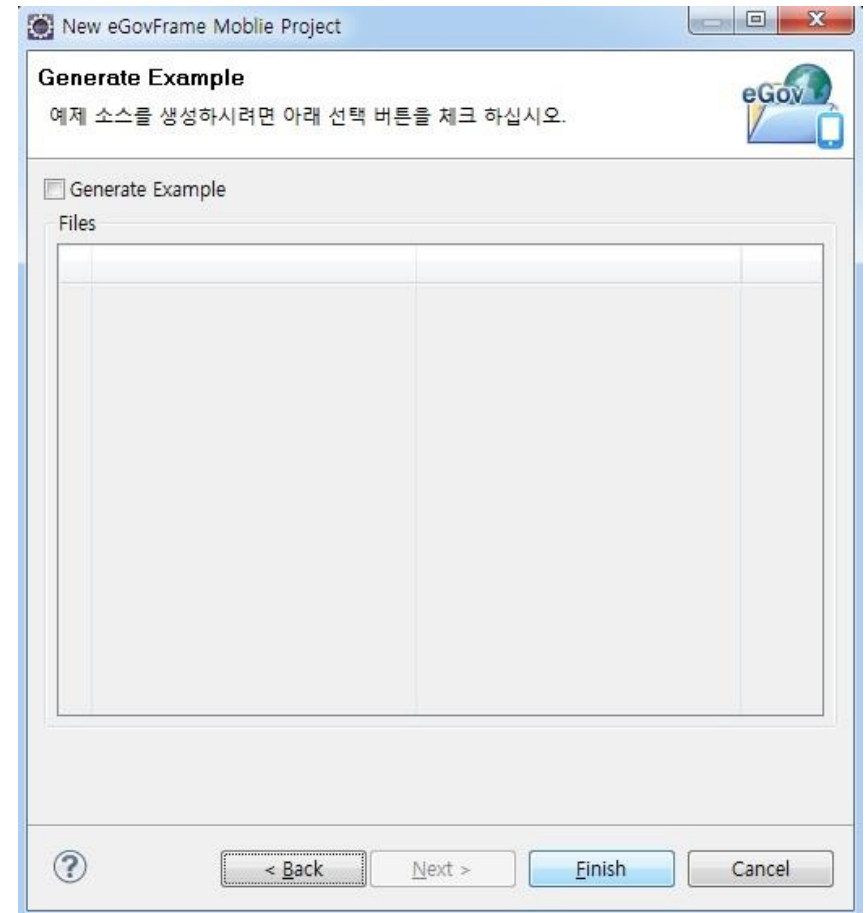 New eGovFrame Moblie Project
Generate Example
예제 소스를 생성하시려면 아래 선택 버튼을 체크 하십시오.
eGov
Generate Example
Files
< Back
Next >
Finish
Cancel